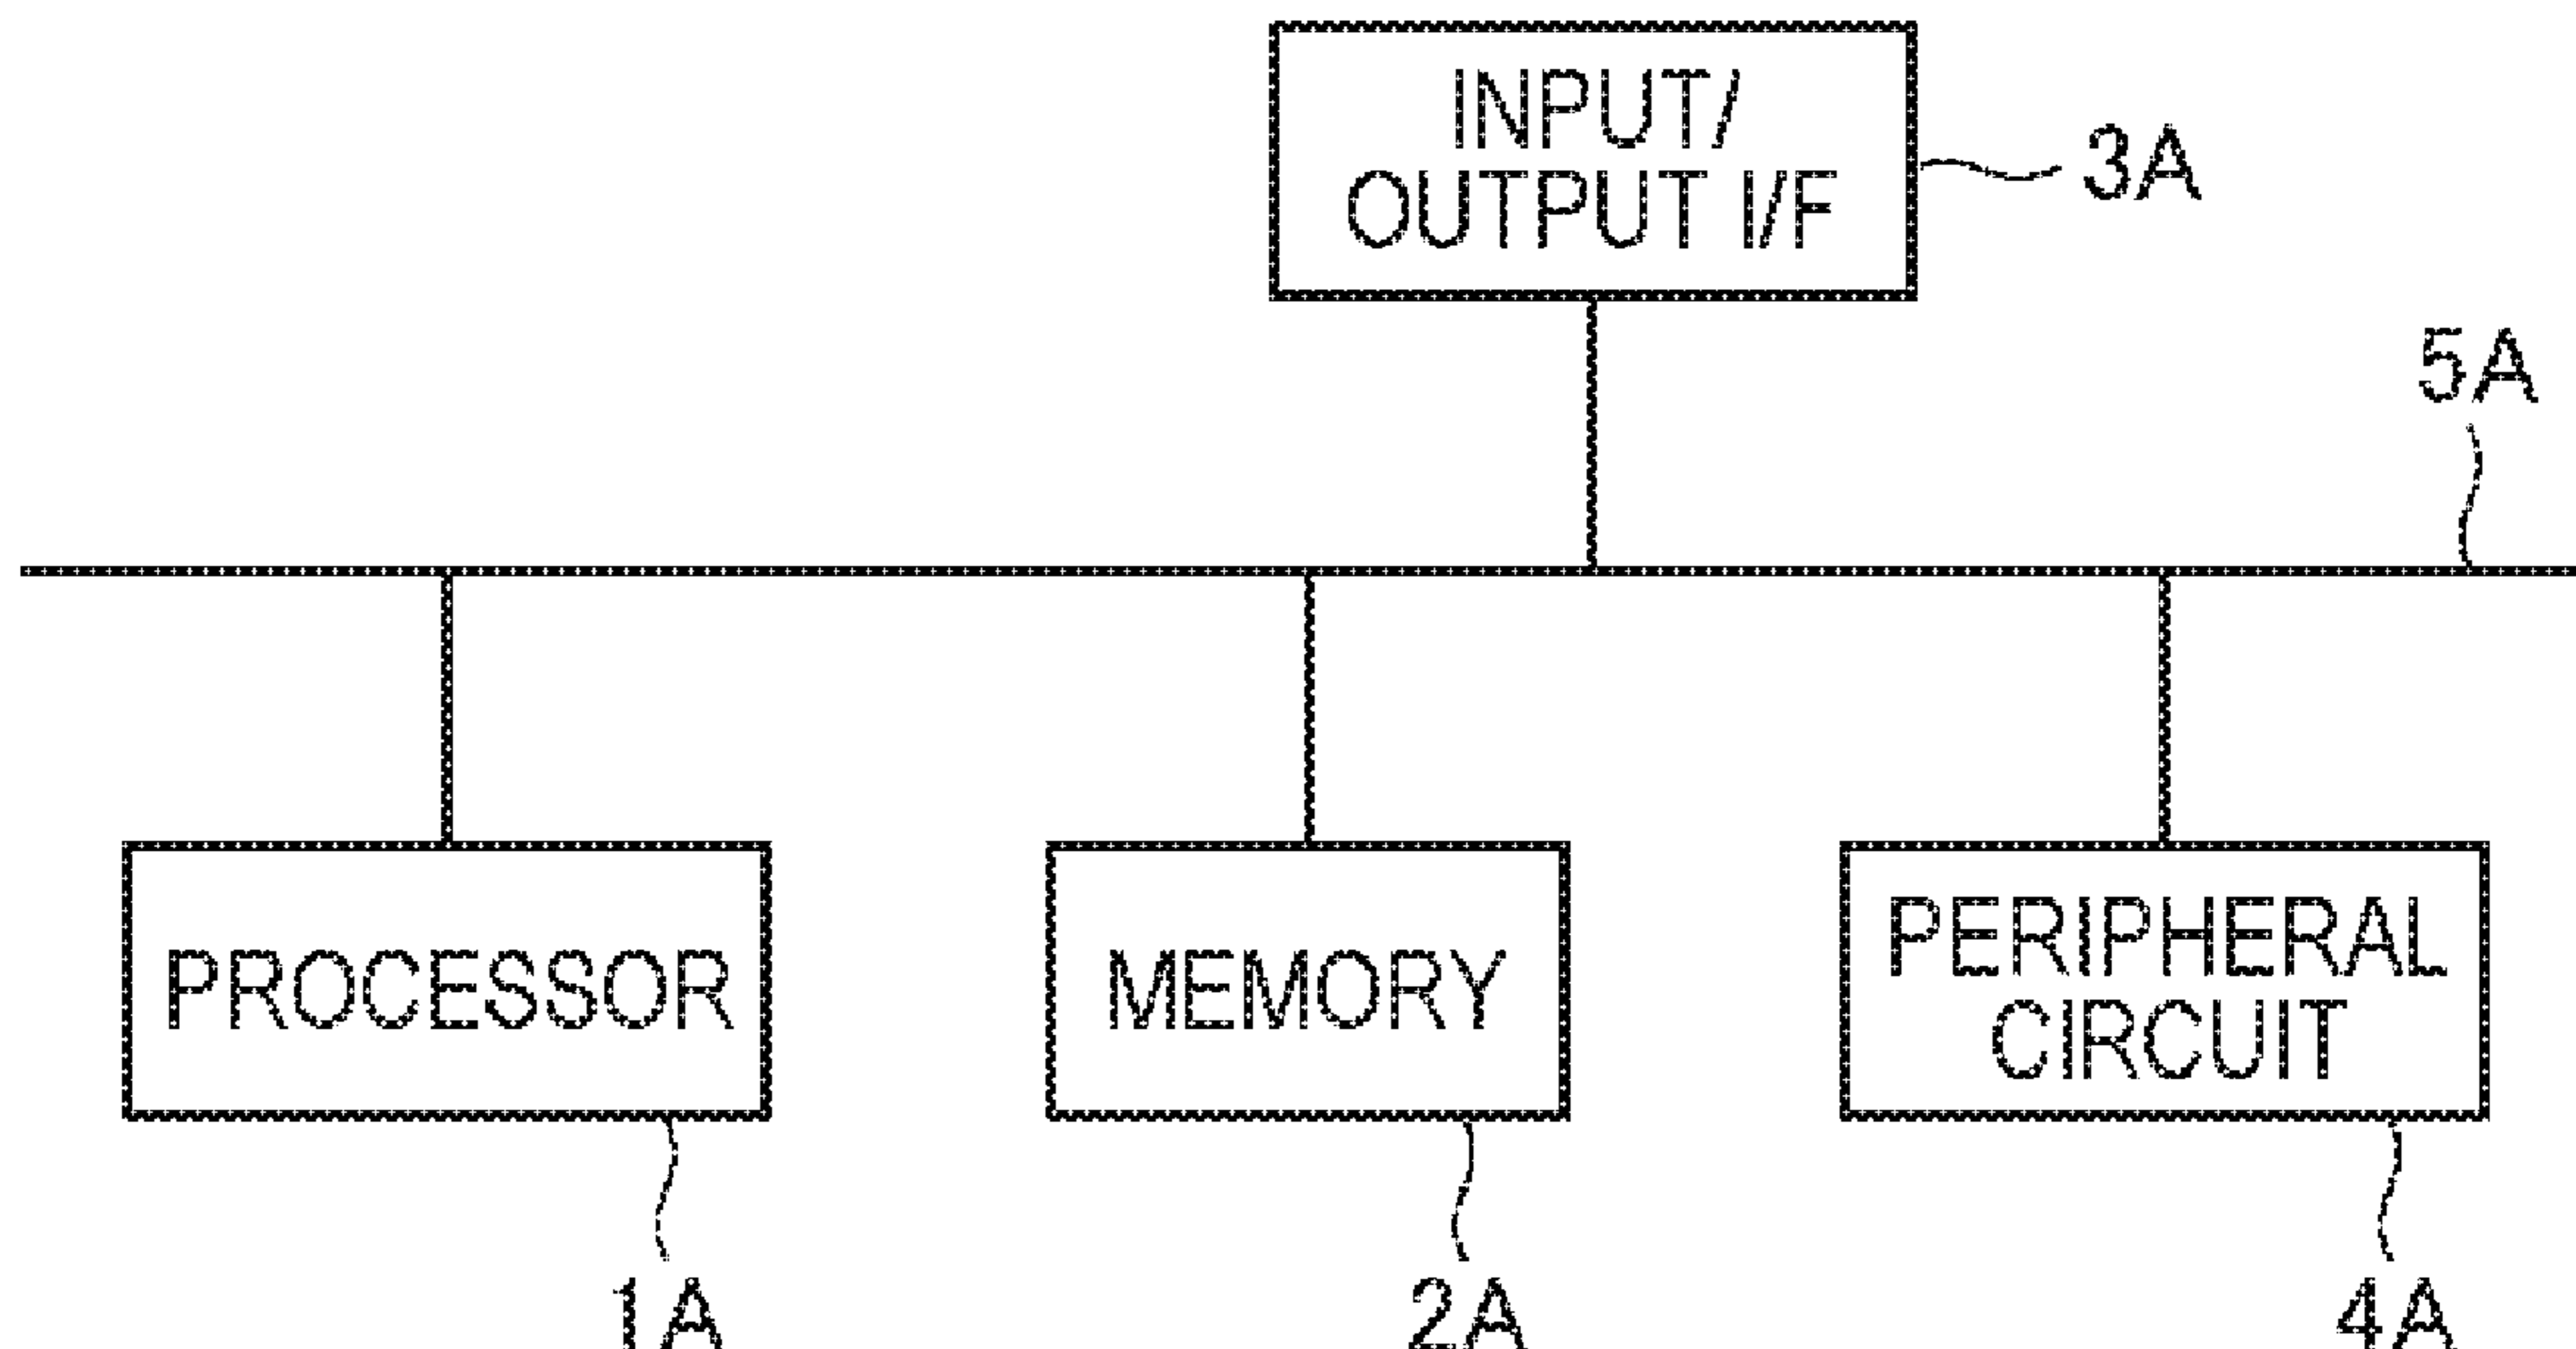 INPUT/
OUTPUT I/F
3A
5A
PROCESSOR
MEMORY
PERIPHERAL
CIRCUIT
1A
2A
4A